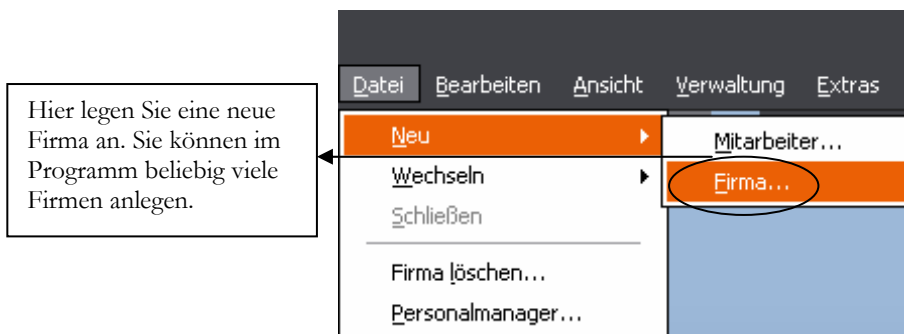 Datei Bearbeiten Ansicht Verwaltung Extras
Hier legen Sie eine neue
Firma an. Sie können im
Programm beliebig viele
Firmen anlegen.
Neu
Wechseln
Schließen
Firma löschen...
Personalmanager...
Mitarbeiter...
Firma...